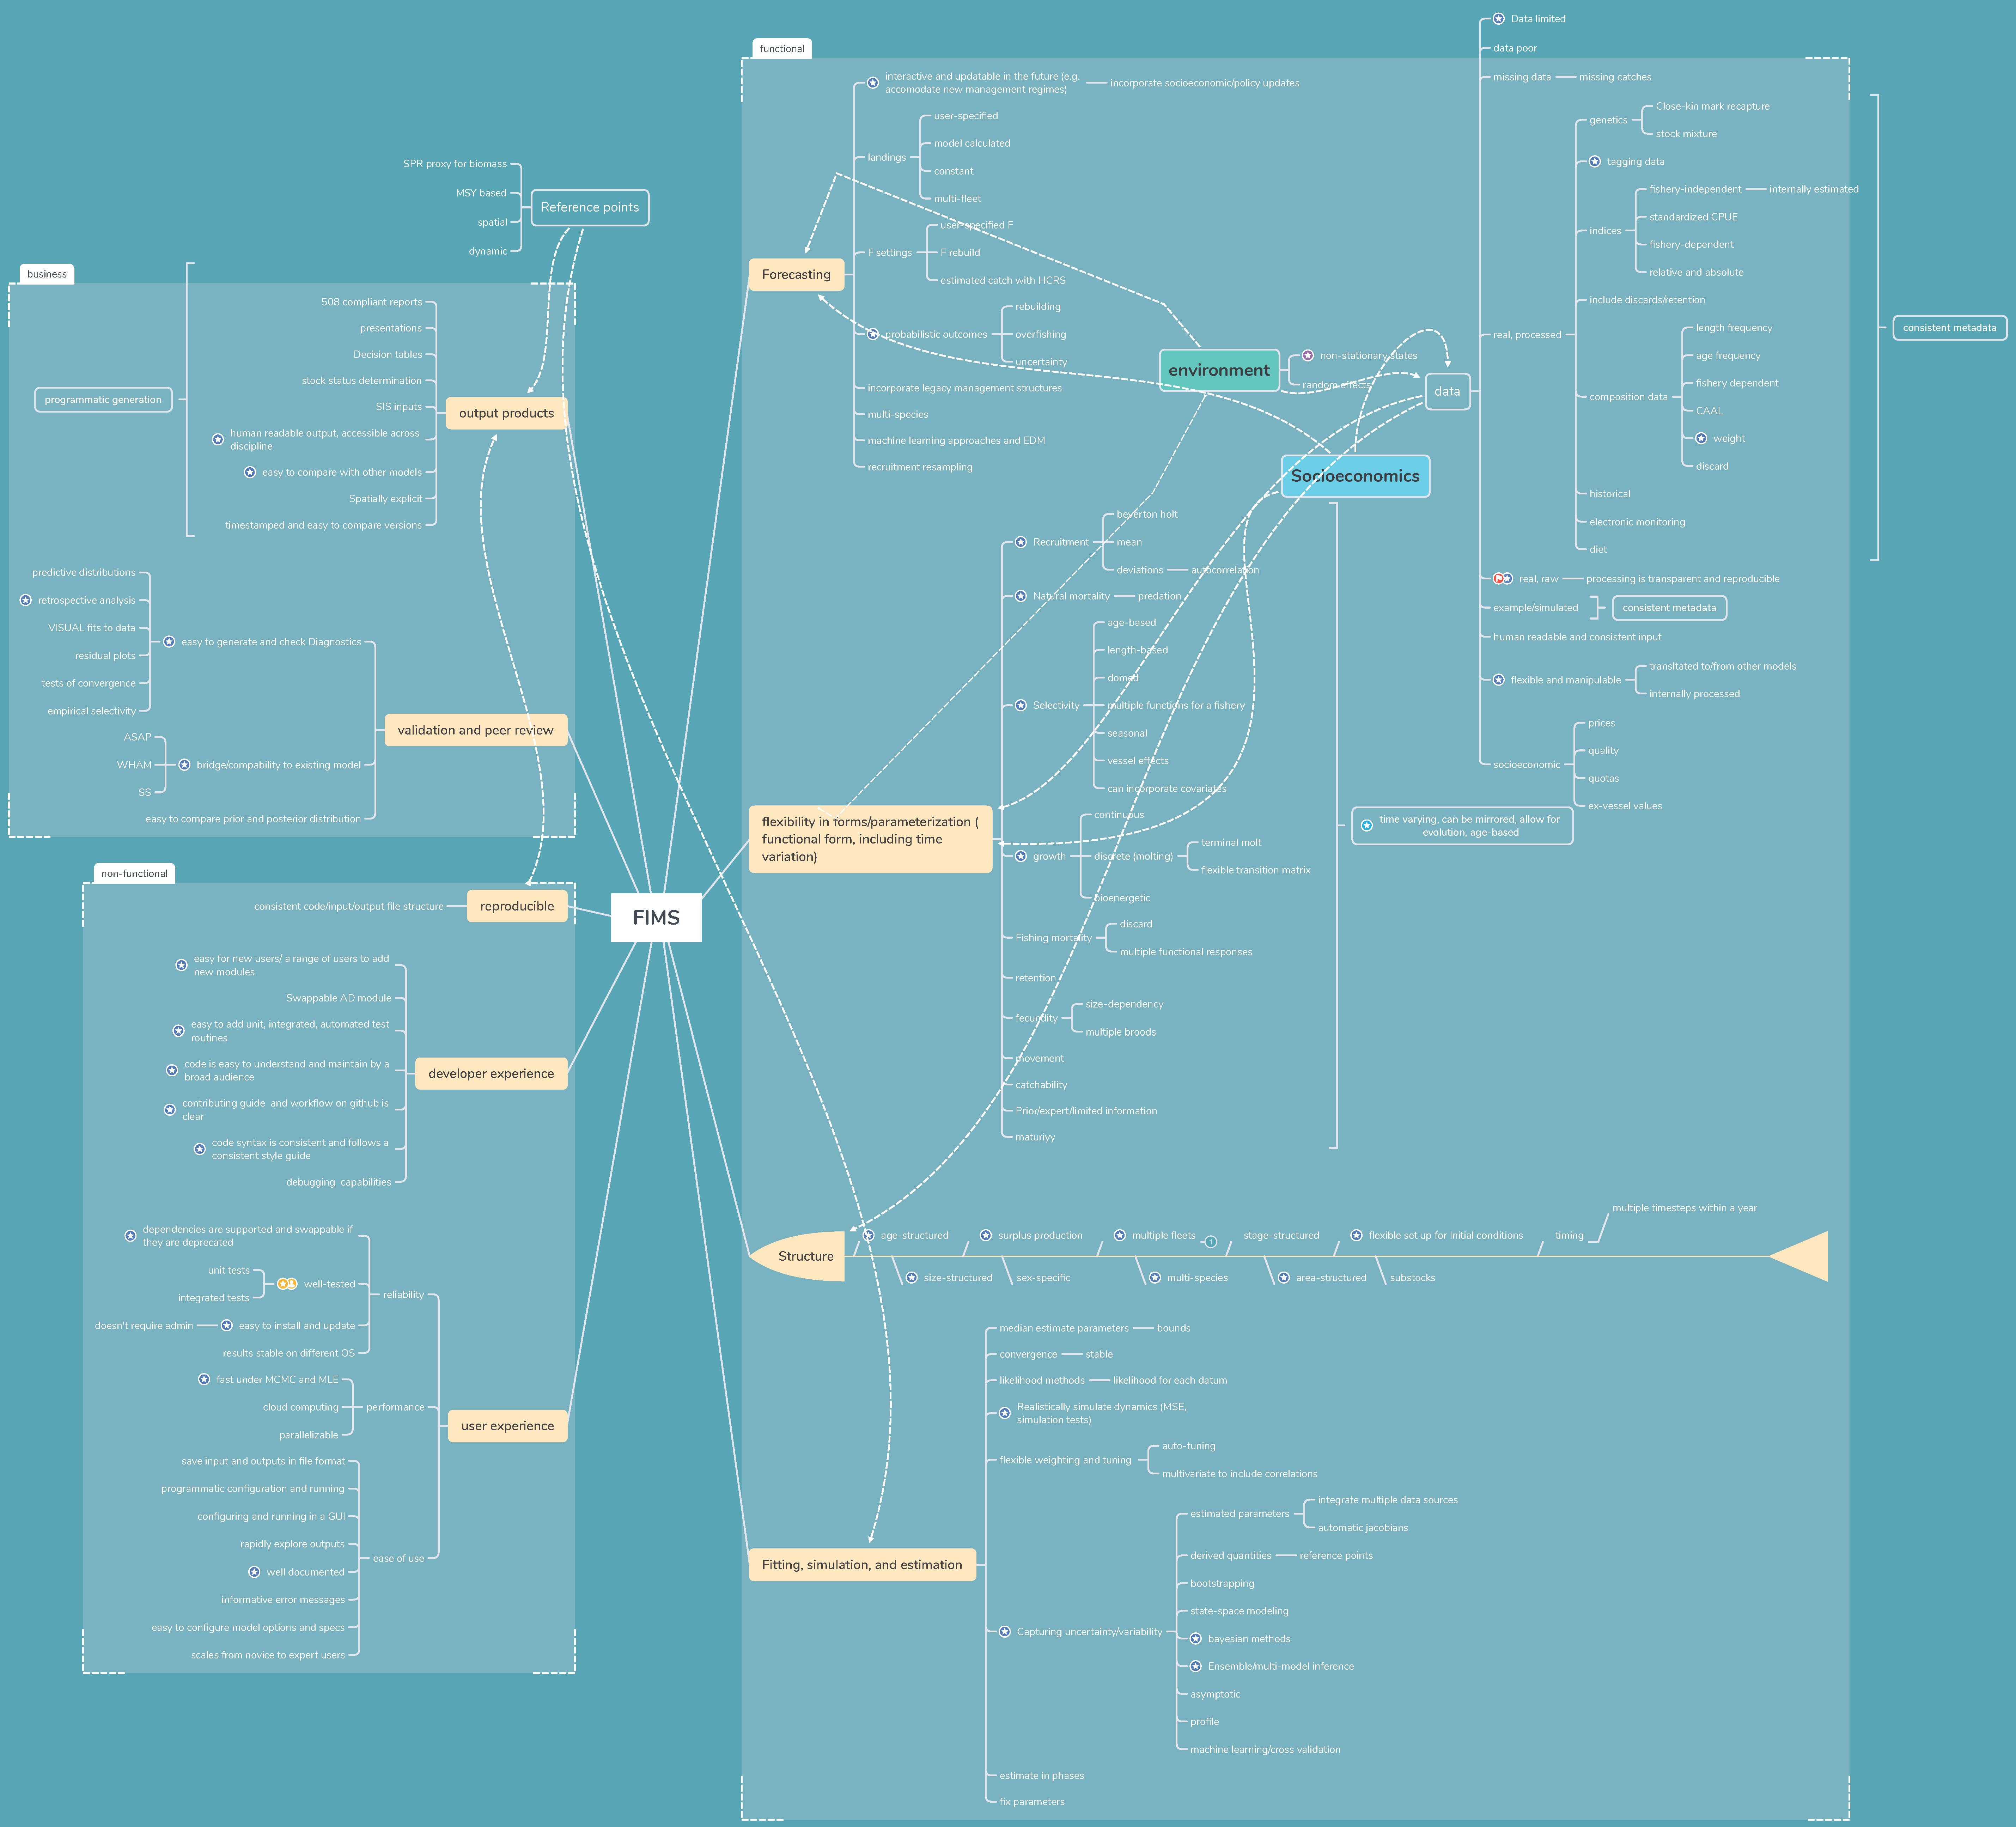 SPR proxy for biomass
MSY based
spatial
dynamic
Reference points
business
508 compliant reports
presentations
Decision tables
stock status determination
SIS inputs
human readable output, accessible across
discipline
easy to compare with other models
Spatially explicit
timestamped and easy to compare versions
programmatic generation
output products
predictive distributions
retrospective analysis
VISUAL fits to data
residual plots
tests of convergence
empirical selectivity
easy to generate and check Diagnostics
ASAP
WHAM
SS
bridge/compability to existing model
easy to compare prior and posterior distribution
validation and peer review
non-functional
consistent code/input/output file structure
reproducible
easy for new users/ a range of users to add
new modules
Swappable AD module
easy to add unit, integrated, automated test
routines
code is easy to understand and maintain by a
broad audience
contributing guide  and workflow on github is
clear
code syntax is consistent and follows a
consistent style guide
debugging  capabilities
developer experience
dependencies are supported and swappable if
they are deprecated
unit tests
integrated tests
well-tested
doesn't require admin
easy to install and update
results stable on different OS
reliability
fast under MCMC and MLE
cloud computing
parallelizable
performance
save input and outputs in file format
programmatic configuration and running
configuring and running in a GUI
rapidly explore outputs
well documented
informative error messages
easy to configure model options and specs
scales from novice to expert users
ease of use
user experience
FIMS
functional
Forecasting
interactive and updatable in the future (e.g.
accomodate new management regimes)
incorporate socioeconomic/policy updates
landings
user-specified
model calculated
constant
multi-fleet
F settings
user-specified F
F rebuild
estimated catch with HCRS
probabilistic outcomes
rebuilding
overfishing
uncertainty
incorporate legacy management structures
multi-species
machine learning approaches and EDM
recruitment resampling
environment
non-stationary states
random effects
Socioeconomics
data
Data limited
data poor
missing data
missing catches
real, processed
genetics
Close-kin mark recapture
stock mixture
tagging data
indices
fishery-independent
internally estimated
standardized CPUE
fishery-dependent
relative and absolute
include discards/retention
composition data
length frequency
age frequency
fishery dependent
CAAL
weight
discard
historical
electronic monitoring
diet
consistent metadata
real, raw
processing is transparent and reproducible
example/simulated
consistent metadata
human readable and consistent input
flexible and manipulable
transltated to/from other models
internally processed
socioeconomic
prices
quality
quotas
ex-vessel values
flexibility in forms/parameterization (
functional form, including time
variation)
Recruitment
beverton holt
mean
deviations
autocorrelation
Natural mortality
predation
Selectivity
age-based
length-based
domed
multiple functions for a fishery
seasonal
vessel effects
can incorporate covariates
growth
continuous
discrete (molting)
terminal molt
flexible transition matrix
bioenergetic
Fishing mortality
discard
multiple functional responses
retention
fecundity
size-dependency
multiple broods
movement
catchability
Prior/expert/limited information
maturiyy
time varying, can be mirrored, allow for
evolution, age-based
Structure
age-structured
surplus production
multiple fleets
1
stage-structured
flexible set up for Initial conditions
timing
multiple timesteps within a year
size-structured
sex-specific
multi-species
area-structured
substocks
Fitting, simulation, and estimation
median estimate parameters
bounds
convergence
stable
likelihood methods
likelihood for each datum
Realistically simulate dynamics (MSE,
simulation tests)
flexible weighting and tuning
auto-tuning
multivariate to include correlations
Capturing uncertainty/variability
estimated parameters
integrate multiple data sources
automatic jacobians
derived quantities
reference points
bootstrapping
state-space modeling
bayesian methods
Ensemble/multi-model inference
asymptotic
profile
machine learning/cross validation
estimate in phases
fix parameters